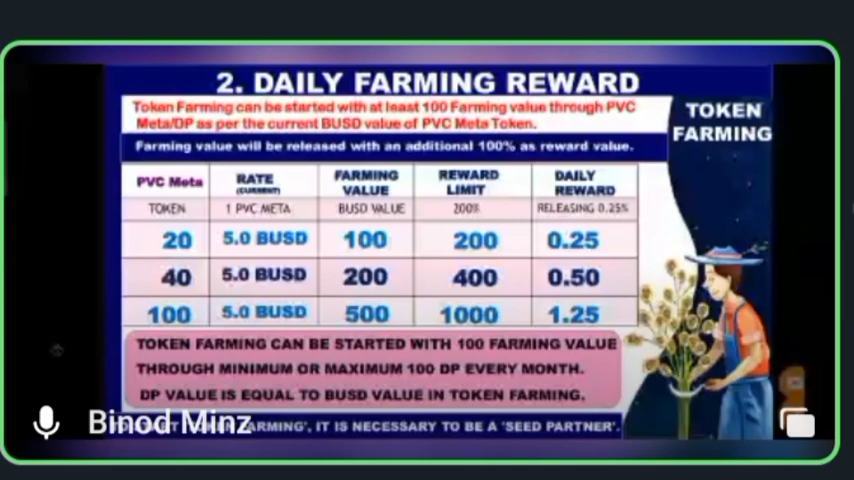 2. DAILY FARMING REWARD
Token Farming can be started with at least 100 Farming value through PVC
Meta/DP as per the current BUSD value of PVC Meta Token.
Farming value will be released with an additional 100% as reward value.
TOKEN
FARMING
PVC Meta RATE (CURRENT) FARMING VALUE REWARD LIMIT DAILY REWARD
TOKEN 1 PVC META BUSD VALUE 200% RELEASING 0.25%
20 5.0 BUSD 100 200 0.25
40 5.0 BUSD 200 400 0.50
100 5.0 BUSD 500 1000 1.25
TOKEN FARMING CAN BE STARTED WITH 100 FARMING VALUE
THROUGH MINIMUM OR MAXIMUM 100 DP EVERY MONTH.
DP VALUE IS EQUAL TO BUSD VALUE IN TOKEN FARMING.
Binod Minz
FARMING', IT IS NECESSARY TO BE A 'SEED PARTNER'.